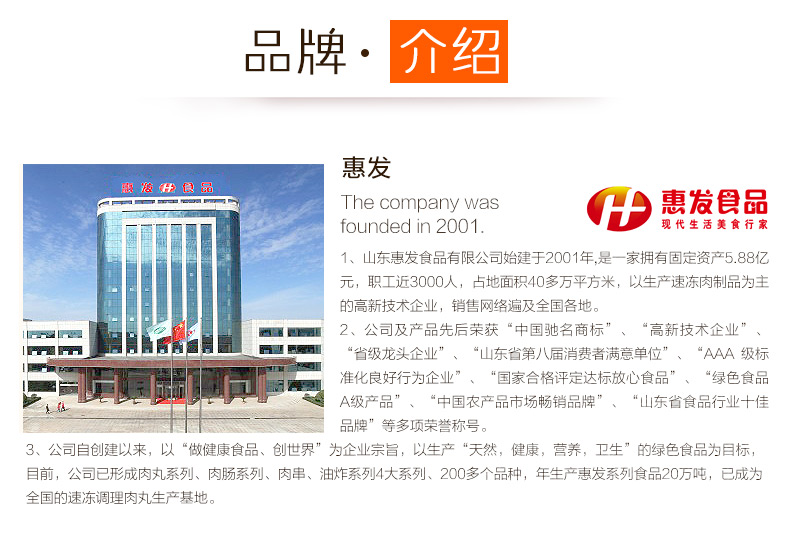 品牌·介绍
惠发食品
惠发
The company was
founded in 2001.
惠发食品
现代生活美食行家
1、山东惠发食品有限公司始建于2001年,是一家拥有固定资产5.88亿
元，职工近3000人，占地面积40多万平方米，以生产速冻肉制品为主
的高新技术企业，销售网络遍及全国各地。
2、公司及产品先后荣获“中国驰名商标”、“高新技术企业”、
“省级龙头企业”、“山东省第八届消费者满意单位”、“AAA 级标
准化良好行为企业”、“国家合格评定达标放心食品”、“绿色食品
A级产品”、“中国农产品市场畅销品牌”、“山东省食品行业十佳
品牌”等多项荣誉称号。
3、公司自创建以来，以“做健康食品、创世界”为企业宗旨，以生产“天然，健康，营养，卫生”的绿色食品为目标，
目前，公司已形成肉丸系列、肉肠系列、肉串、油炸系列4大系列、200多个品种，年生产惠发系列食品20万吨，已成为
全国的速冻调理肉丸生产基地。